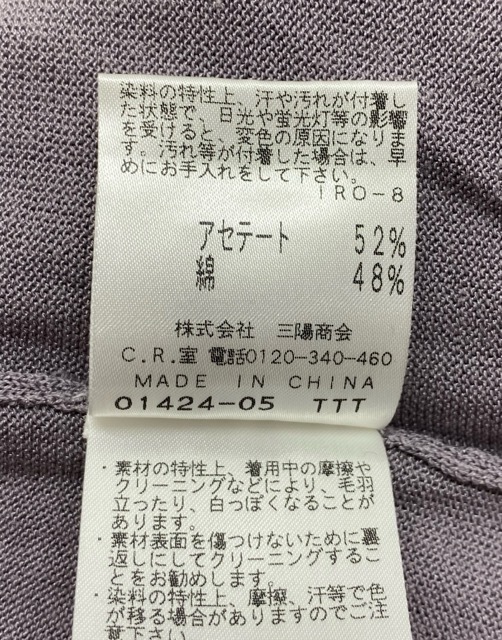 染料の特性上、汗や汚れが付着し
た状態で、日光や蛍光灯等の影響
を受けると、変色の原因になりま
す。汚れ等が付着した場合は、早
めにお手入れをして下さい。
IRO-8
アセテート 52%
綿 48%
株式会社 三陽商会
C.R.室 電話0120-340-460
MADE IN CHINA
01424-05 TTT
・素材の特性上、着用中の摩擦や
クリーニングなどにより、毛羽
立ったり、白っぽくなることが
あります。
・素材表面を傷つけないために裏
返しにしてクリーニングするこ
とをお勧めします。
・染料の特性上、摩擦、汗等で色
が移る場合がありますのでご注
意下さい